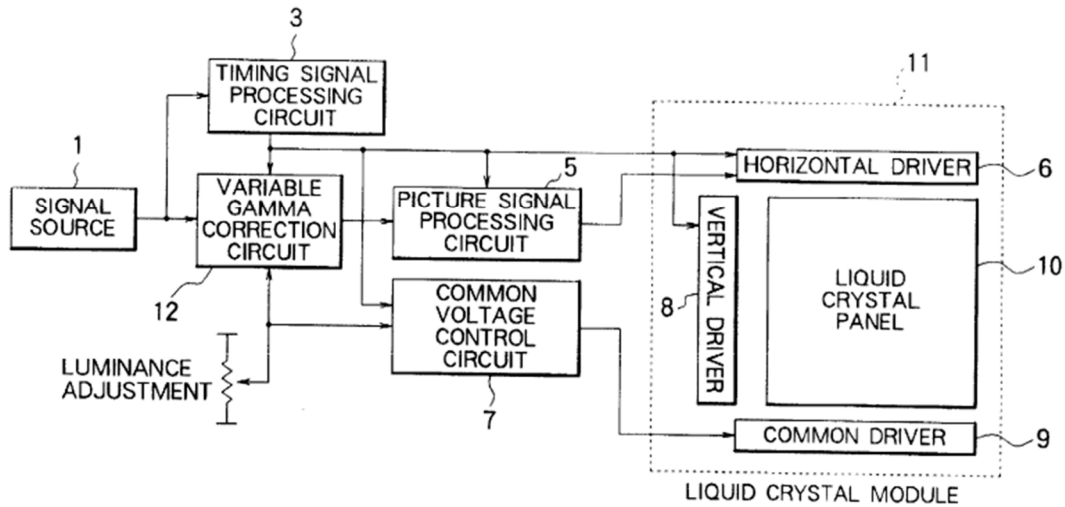 3
TIMING SIGNAL
PROCESSING
CIRCUIT
11
1
SIGNAL
SOURCE
VARIABLE
GAMMA
CORRECTION
CIRCUIT
12
5
PICTURE SIGNAL
PROCESSING
CIRCUIT
HORIZONTAL DRIVER
6
VERTICAL DRIVER
8
LIQUID
CRYSTAL
PANEL
10
COMMON
VOLTAGE
CONTROL
CIRCUIT
7
LUMINANCE
ADJUSTMENT
COMMON DRIVER
9
LIQUID CRYSTAL MODULE